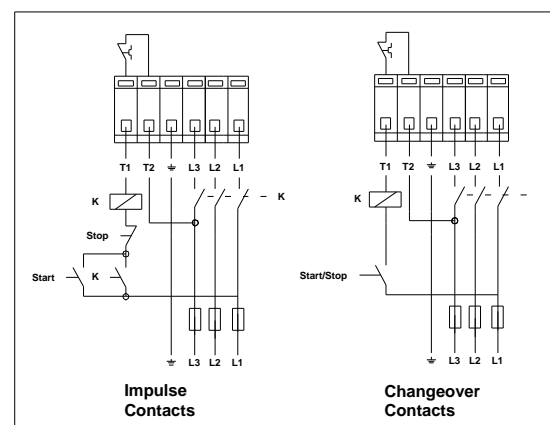 T1 T2 L3 L2 L1
K K
Stop
Start K
L3 L2 L1
Impulse
Contacts
T1 T2 L3 L2 L1
K
Start/Stop
L3 L2 L1
Changeover
Contacts